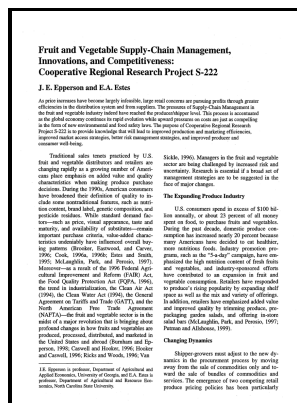 Fruit and Vegetable Supply-Chain Management,
Innovations, and Competitiveness:
Cooperative Regional Research Project S-222
J. E. Epperson and E.A. Estes
As price increases have become largely infeasible, large retail concerns are pursuing profits through greater
efficiencies in the distribution system and from suppliers. The pressures of Supply-Chain Management in
the fruit and vegetable industry indeed have reached the producer/shipper level. This process is accentuated
as the global economy continues its rapid evolution while upward pressures on costs are just as compelling
in the form of new environmental and food safety laws. The purpose of Cooperative Regional Research Project
S-222 is to provide knowledge that will lead to improved production and marketing efficiencies,
improved market access strategies, better risk management strategies, and improved producer and
consumer well-being.
Traditional sales tenets practiced by U.S.
fruit and vegetable distributors and retailers are
changing rapidly as a growing number of Ameri-
cans place emphasis on added value and quality
characteristics when making produce purchase
decisions. During the 1990s, American consumers
have broadened their definition of quality to in-
clude some nontraditional features, such as nutri-
tion content, brand label, genetic composition, and
pesticide residues. While standard demand fac-
tors—such as price, visual appearance, taste and
maturity, and availability of substitutes—remain
important purchase criteria, value-added charac-
teristics undeniably have influenced overall buy-
ing patterns (Brooker, Eastwood, and Carver,
1996; Cook, 1996a, 1996b; Estes and Smith,
1995; McLaughlin, Park, and Perosio, 1997).
Moreover—as a result of the 1996 Federal Agri-
cultural Improvement and Reform (FAIR) Act,
the Food Quality Protection Act (FQPA, 1996),
the trend in industrialization, the Clean Air Act
(1994), the Clean Water Act (1994), the General
Agreement on Tariffs and Trade (GATT), and the
North American Free Trade Agreement
(NAFTA)—the fruit and vegetable sector is in the
midst of a major revolution that is bringing about
profound changes in how fruits and vegetables are
produced, processed, distributed, and marketed in
the United States and abroad (Burnham and Ep-
person, 1998; Caswell and Hooker, 1996; Hooker
and Caswell, 1996; Ricks and Woods, 1996; Van
J.E. Epperson is professor, Department of Agricultural and
Applied Economics, University of Georgia, and E.A. Estes is
professor, Department of Agricultural and Resource Eco-
nomics, North Carolina State University.
Sickle, 1996). Managers in the fruit and vegetable
sector are being challenged by increased risk and
uncertainty. Research is essential if a broad set of
management strategies are to be suggested in the
face of major changes.
The Expanding Produce Industry
U.S. consumers spend in excess of $100 bil-
lion annually, or about 25 percent of all money
spent on food, to purchase fruits and vegetables.
During the past decade, domestic produce con-
sumption has increased nearly 20 percent because
many Americans have decided to eat healthier,
more nutritious foods. Industry promotion pro-
grams, such as the "5-a-day" campaign, have em-
phasized the high nutrition content of fresh fruits
and vegetables, and industry-sponsored efforts
have contributed to an expansion in fruit and
vegetable consumption. Retailers have responded
to produce's rising popularity by expanding shelf
space as well as the mix and variety of offerings.
In addition, retailers have emphasized added value
and improved quality by trimming produce, pre-
packaging garden salads, and offering in-store
salad bars (McLaughlin, Park, and Perosio, 1997;
Putman and Allshouse, 1999).
Changing Dynamics
Shipper-growers must adjust to the new dy-
namics in the procurement process by moving
away from the sale of commodities only and to-
ward the sale of bundles of commodities and
services. The emergence of two competing retail
produce pricing policies has been particularly